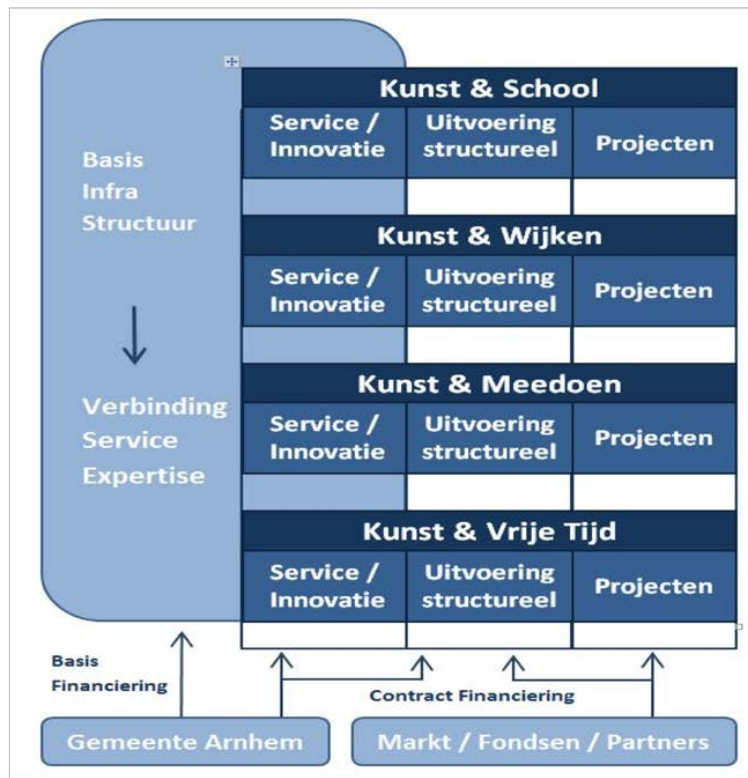 Kunst & School
Service / Innovatie
Uitvoering structureel
Projecten
Basis
Infra
Structuur
Kunst & Wijken
Service / Innovatie
Uitvoering structureel
Projecten
Kunst & Meedoen
Verbinding
Service
Expertise
Service / Innovatie
Uitvoering structureel
Projecten
Kunst & Vrije Tijd
Service / Innovatie
Uitvoering structureel
Projecten
Basis
Financiering
Contract Financiering
Gemeente Arnhem
Markt / Fondsen / Partners